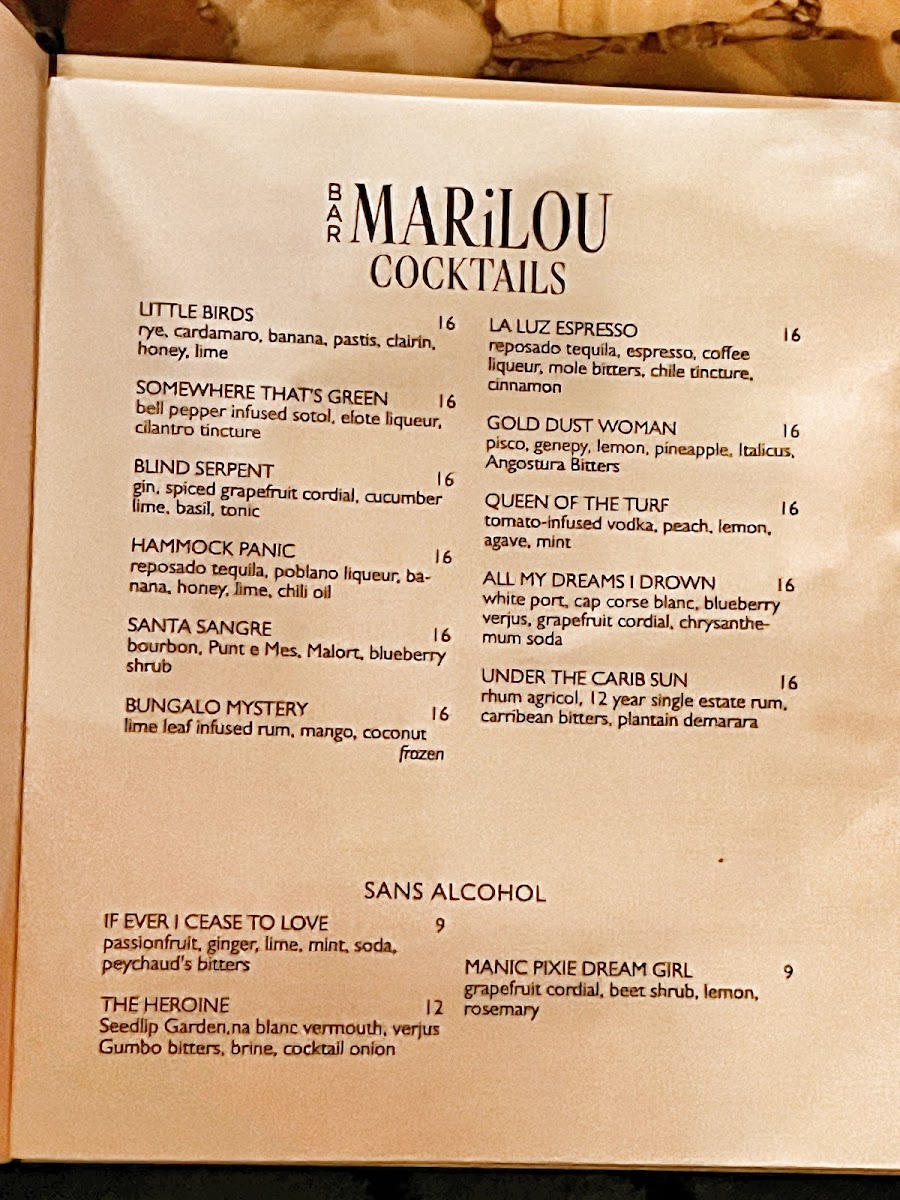 BAR MARiLOU
COCKTAILS
LITTLE BIRDS 16
rye, cardamaro, banana, pastis, clairin,
honey, lime
SOMEWHERE THAT'S GREEN 16
bell pepper infused sotol, elote liqueur,
cilantro tincture
BLIND SERPENT 16
gin, spiced grapefruit cordial, cucumber
lime, basil, tonic
HAMMOCK PANIC 16
reposado tequila, poblano liqueur, ba-
nana, honey, lime, chili oil
SANTA SANGRE 16
bourbon, Punt e Mes, Malort, blueberry
shrub
BUNGALO MYSTERY 16
lime leaf infused rum, mango, coconut
frozen
LA LUZ ESPRESSO 16
reposado tequila, espresso, coffee
liqueur, mole bitters, chile tincture,
cinnamon
GOLD DUST WOMAN 16
pisco, genepy, lemon, pineapple, Italicus,
Angostura Bitters
QUEEN OF THE TURF 16
tomato-infused vodka, peach, lemon,
agave, mint
ALL MY DREAMS I DROWN 16
white port, cap corse blanc, blueberry
verjus, grapefruit cordial, chrysanthe-
mum soda
UNDER THE CARIB SUN 16
rhum agricol, 12 year single estate rum,
carribean bitters, plantain demarara
SANS ALCOHOL
IF EVER I CEASE TO LOVE 9
passionfruit, ginger, lime, mint, soda,
peychaud's bitters
THE HEROINE 12
Seedlip Garden,na blanc vermouth, verjus
Gumbo bitters, brine, cocktail onion
MANIC PIXIE DREAM GIRL 9
grapefruit cordial, beet shrub, lemon,
rosemary